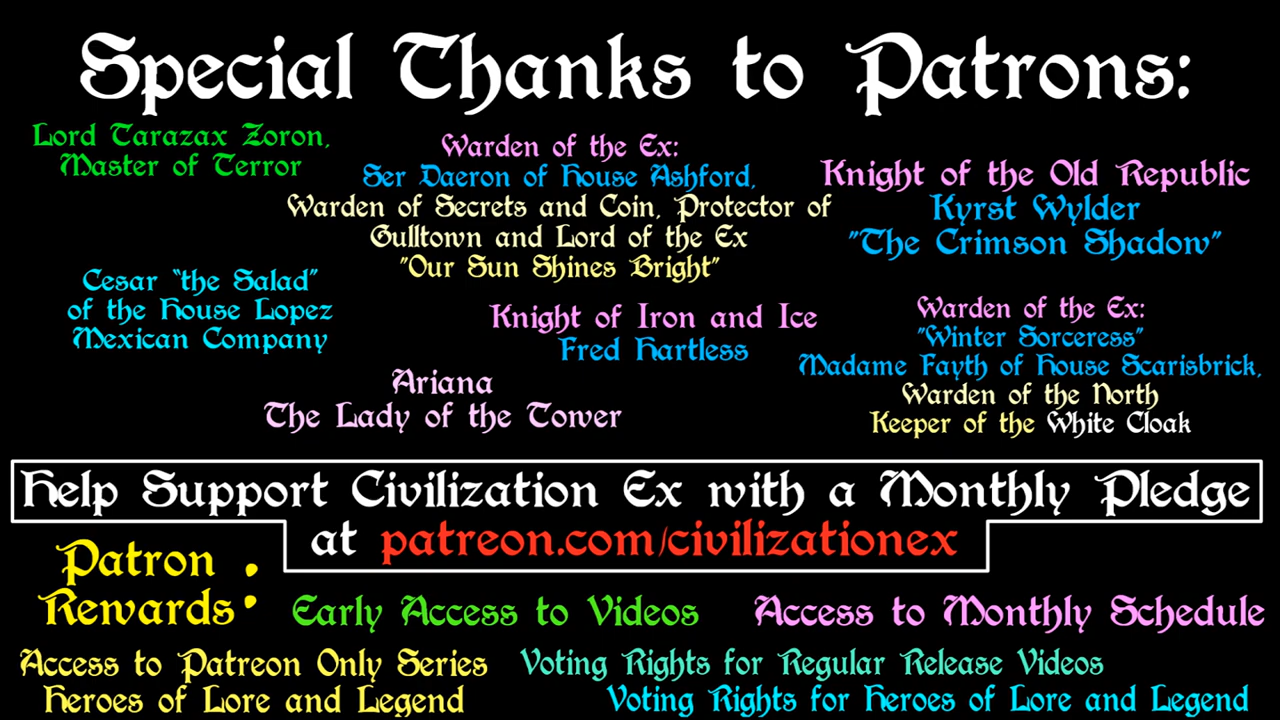 Special Thanks to Patrons:
Lord Tarazax Zoron,
Master of Terror
Warden of the Ex:
Ser Daeron of House Ashford,
Warden of Secrets and Coin, Protector of
Gulltown and Lord of the Ex
"Our Sun Shines Bright"
Knight of the Old Republic
Kyrst Wylder
"The Crimson Shadow"
Cesar "the Salad"
of the House Lopez
Mexican Company
Knight of Iron and Ice
Fred Hartless
Warden of the Ex:
"Winter Sorceress"
Madame Fayth of House Scarisbrick,
Warden of the North
Keeper of the White Cloak
Ariana
The Lady of the Tower
Help Support Civilization Ex with a Monthly Pledge
at patreon.com/civilizationex
Patron
Rewards:
Early Access to Videos
Access to Monthly Schedule
Access to Patreon Only Series
Heroes of Lore and Legend
Voting Rights for Regular Release Videos
Voting Rights for Heroes of Lore and Legend